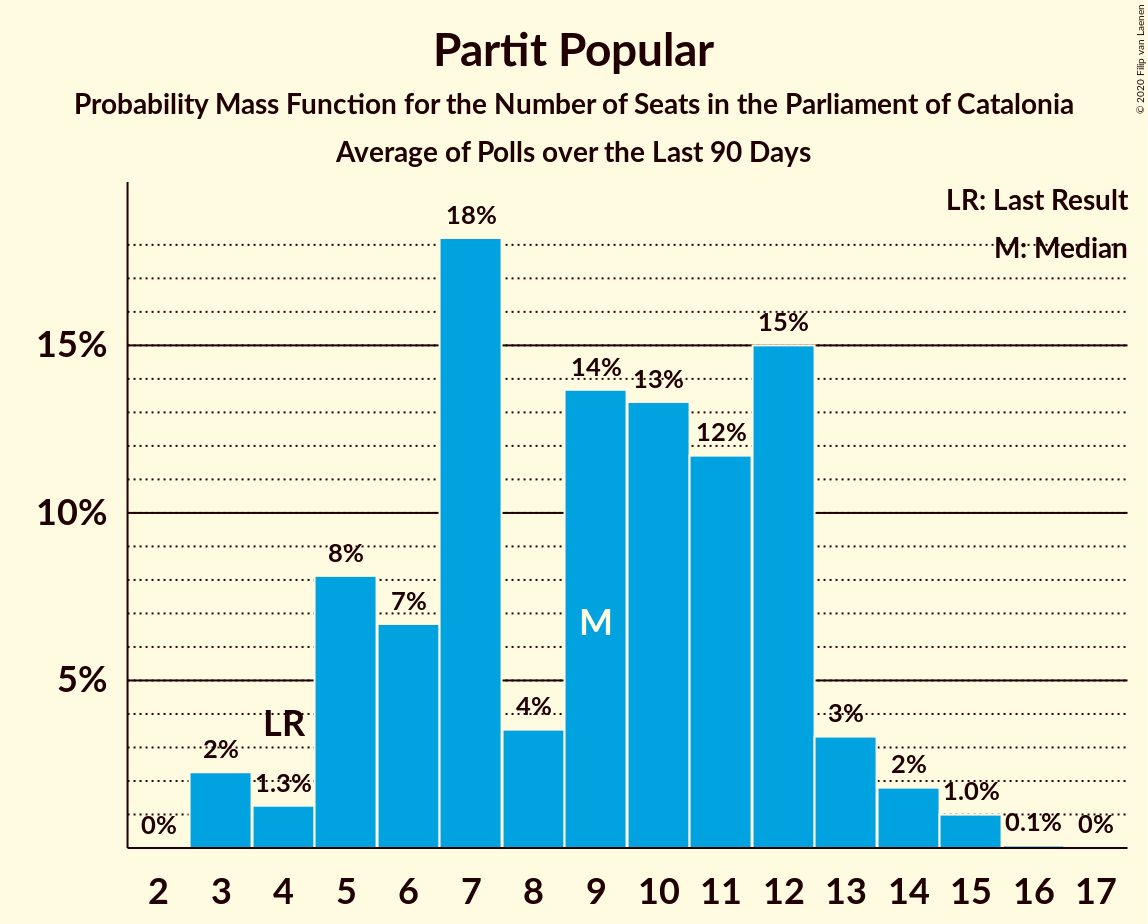 Partit Popular
Probability Mass Function for the Number of Seats in the Parliament of Catalonia
Average of Polls over the Last 90 Days
© 2020 Filip van Laenen
LR: Last Result
M: Median
15%
10%
5%
0%
2%
1.3%
LR
8%
7%
18%
4%
14%
M
13%
12%
15%
3%
2%
1.0%
0.1%
0%
2 3 4 5 6 7 8 9 10 11 12 13 14 15 16 17